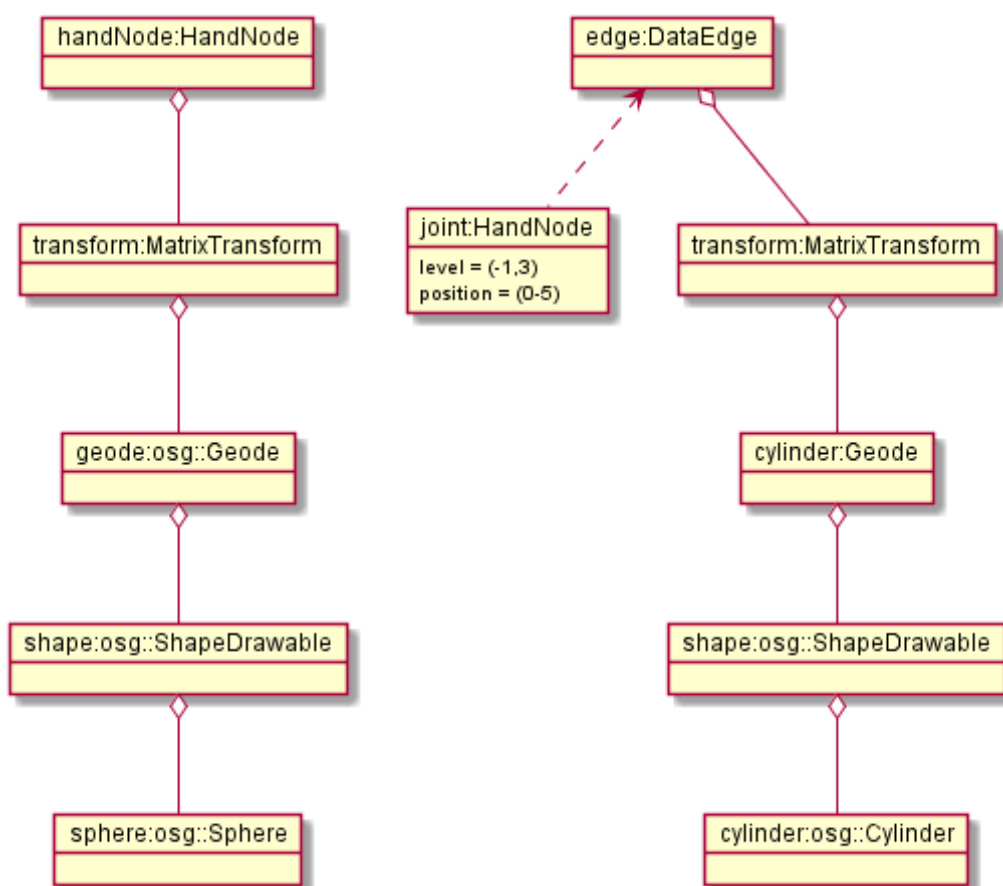 handNode:HandNode
edge:DataEdge
transform:MatrixTransform
joint:HandNode
level = (-1,3)
position = (0-5)
transform:MatrixTransform
geode:osg::Geode
cylinder:Geode
shape:osg::ShapeDrawable
shape:osg::ShapeDrawable
sphere:osg::Sphere
cylinder:osg::Cylinder